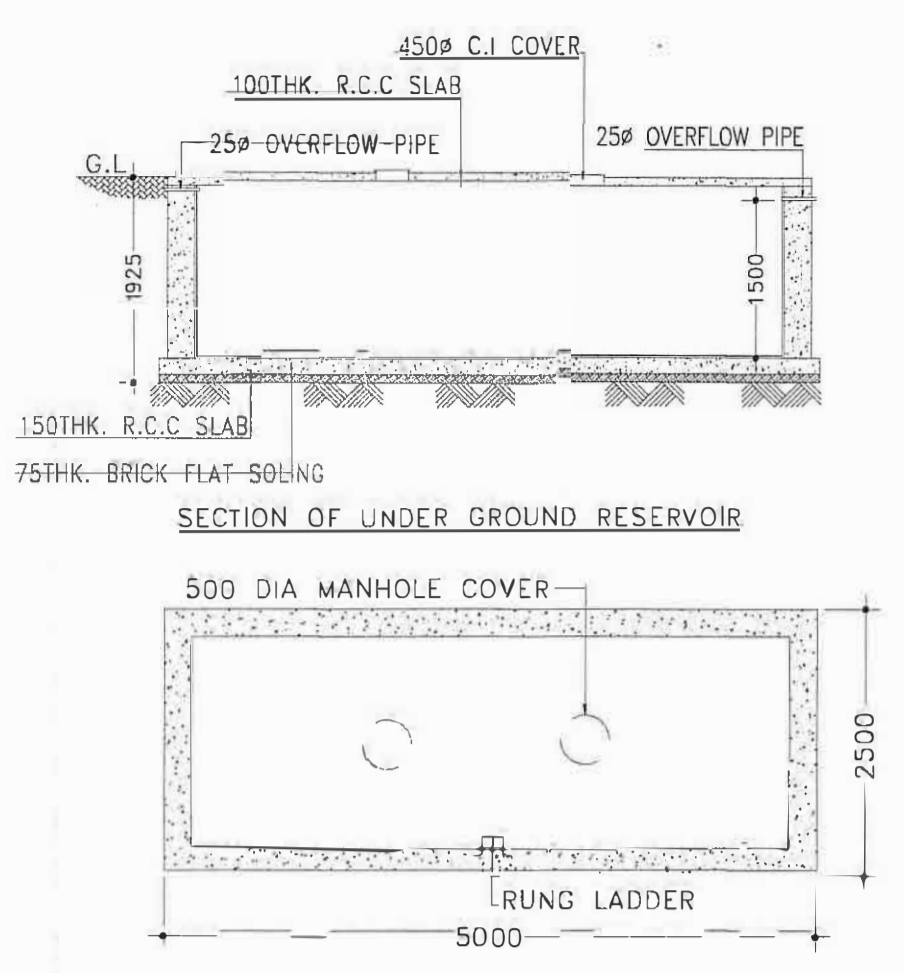 450ø C.I COVER
100THK. R.C.C SLAB
25ø OVERFLOW PIPE
25ø OVERFLOW PIPE
G.L
1925
1500
150THK. R.C.C SLAB
75THK. BRICK FLAT SOLING
SECTION OF UNDER GROUND RESERVOIR
500 DIA MANHOLE COVER
2500
RUNG LADDER
5000